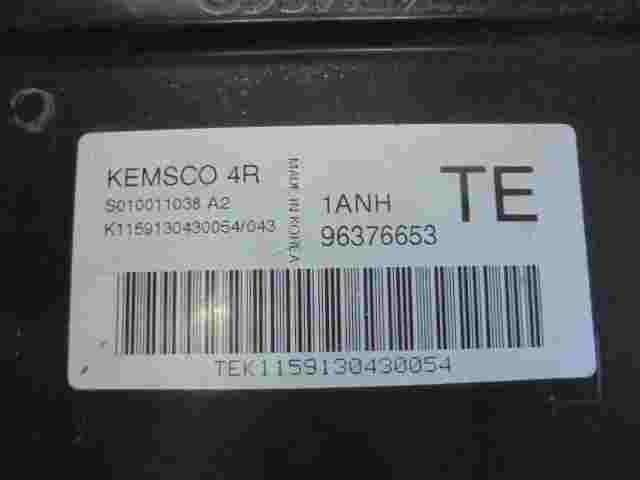 KEMSCO 4R
S010011038 A2
K1159130430054/043
MADE IN KOREA
1ANH
96376653
TE
TEK1159130430054